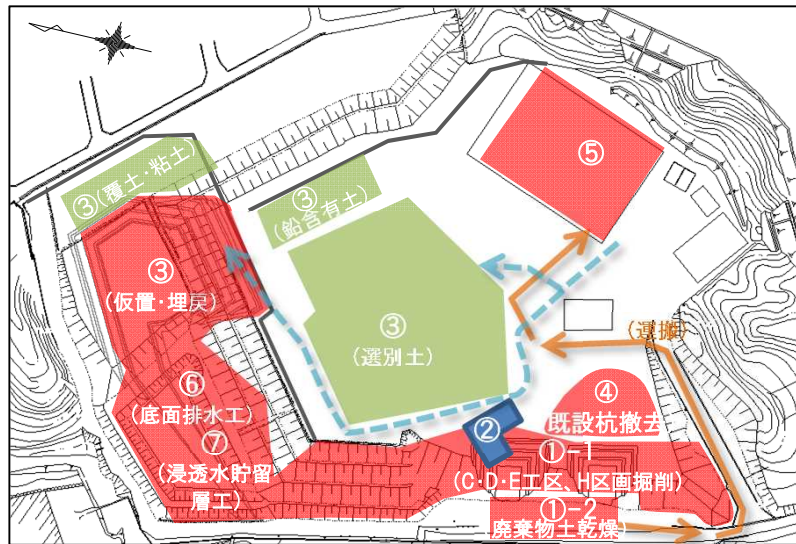 ③(覆土・粘土)
③
(鉛含有土)
⑤
③
(仮置・埋戻)
③
(選別土)
(運搬)
⑥
(底面排水工)
⑦
(浸透水貯留
層工)
②
④
既設杭撤去
①-1
(C・D・E工区、H区画掘削)
①-2
(廃棄物土乾燥)